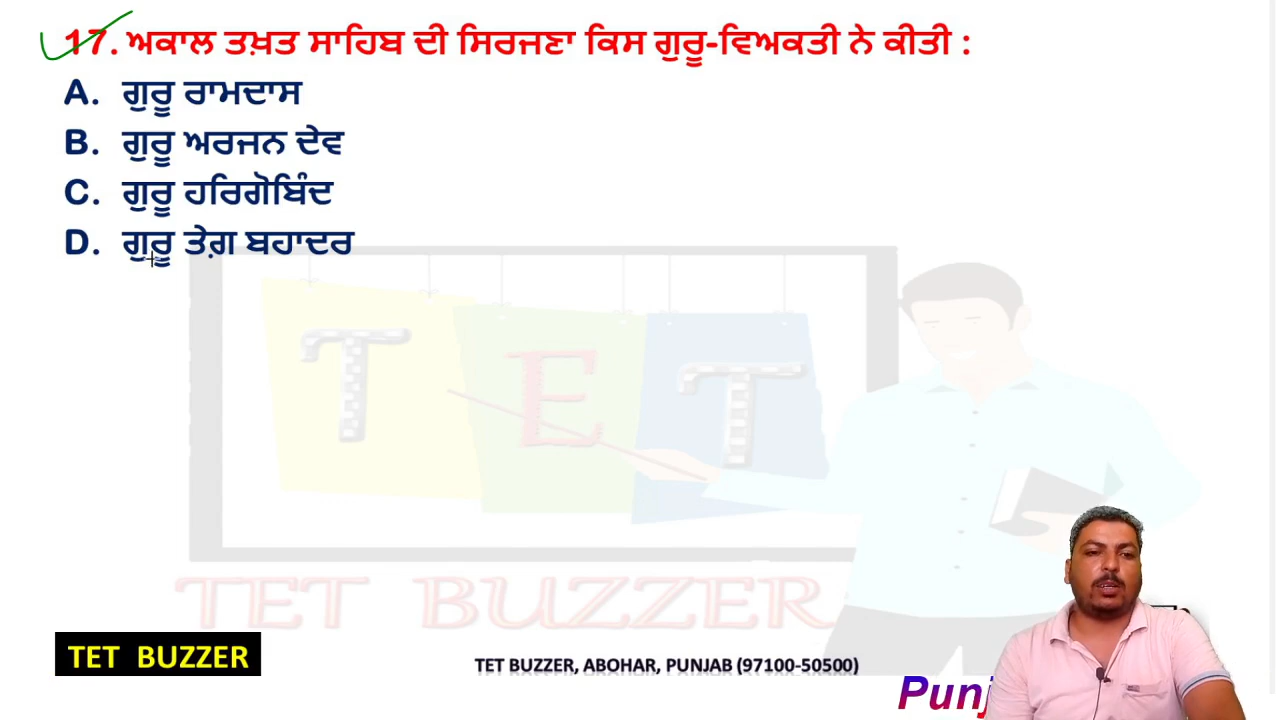 17. ਅਕਾਲ ਤਖ਼ਤ ਸਾਹਿਬ ਦੀ ਸਿਰਜਣਾ ਕਿਸ ਗੁਰੂ-ਵਿਅਕਤੀ ਨੇ ਕੀਤੀ :
A. ਗੁਰੂ ਰਾਮਦਾਸ
B. ਗੁਰੂ ਅਰਜਨ ਦੇਵ
C. ਗੁਰੂ ਹਰਿਗੋਬਿੰਦ
D. ਗੁਰੂ ਤੇਗ਼ ਬਹਾਦਰ
TET
TET BUZZER
TET BUZZER
TET BUZZER, ABOHAR, PUNJAB (97100-50500)